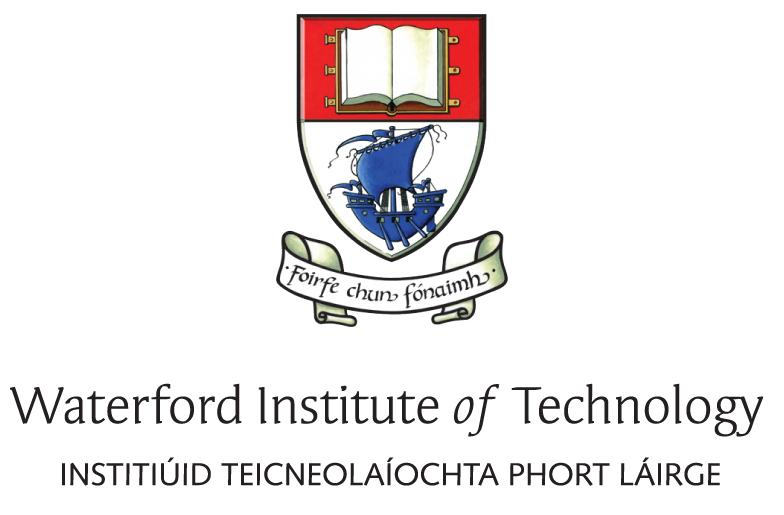 ·Foirfe chun fónaimh·
Waterford Institute of Technology
INSTITIÚID TEICNEOLAÍOCHTA PHORT LÁIRGE